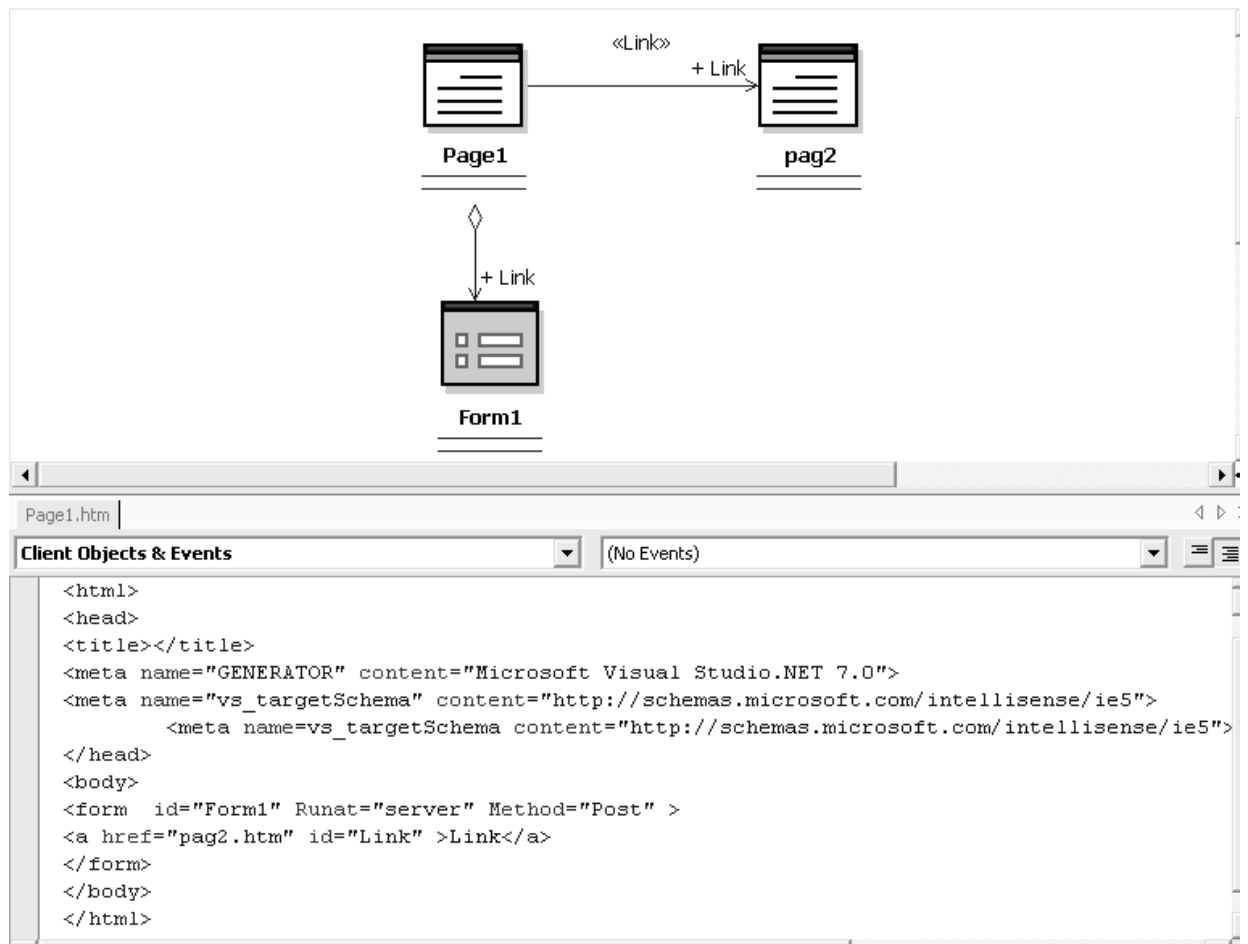 «Link»
+ Link
Page1
pag2
+ Link
Form1
Page1.htm
Client Objects & Events
(No Events)
<html>
<head>
<title></title>
<meta name="GENERATOR" content="Microsoft Visual Studio.NET 7.0">
<meta name="vs_targetSchema" content="http://schemas.microsoft.com/intellisense/ie5">
<meta name=vs_targetSchema content="http://schemas.microsoft.com/intellisense/ie5">
</head>
<body>
<form  id="Form1" Runat="server" Method="Post" >
<a href="pag2.htm" id="Link" >Link</a>
</form>
</body>
</html>